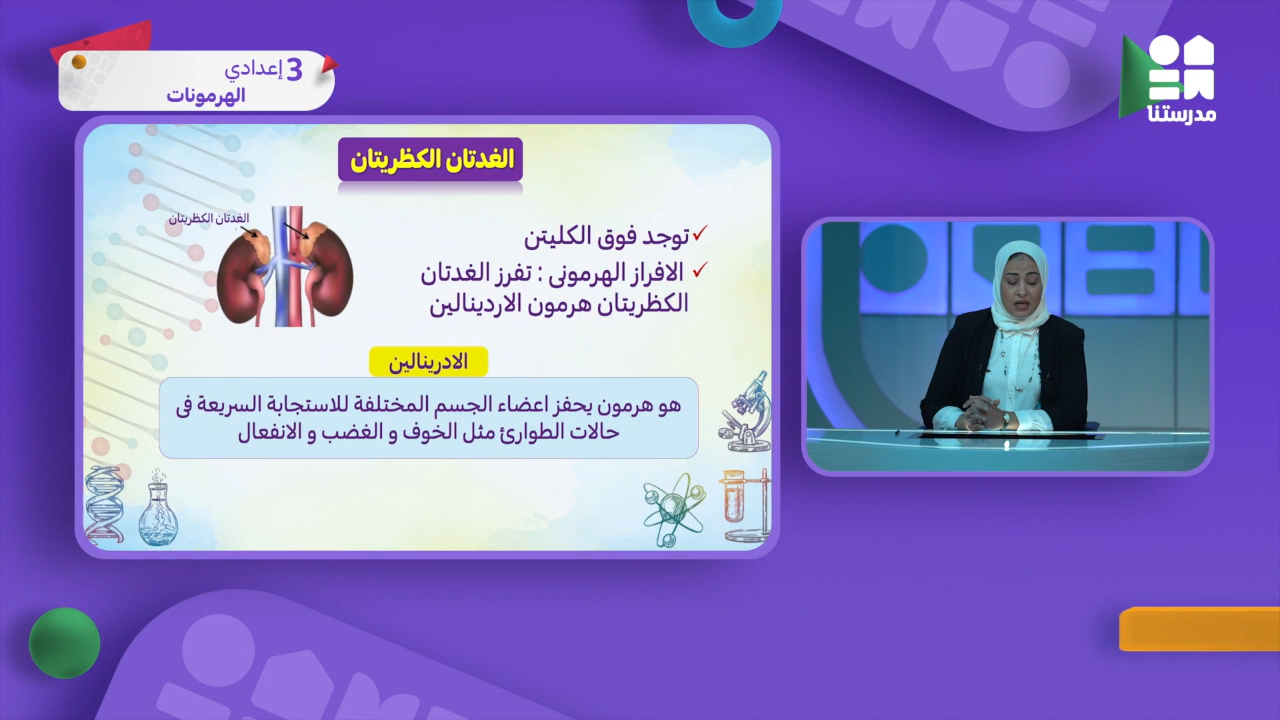 3 إعدادي
الهرمونات
مدرستنا
الغدتان الكظريتان
الغدتان الكظريتان
توجد فوق الكليتن
الافراز الهرمونى : تفرز الغدتان
الكظريتان هرمون الاردينالين
الادرينالين
هو هرمون يحفز اعضاء الجسم المختلفة للاستجابة السريعة فى
حالات الطوارئ مثل الخوف و الغضب و الانفعال